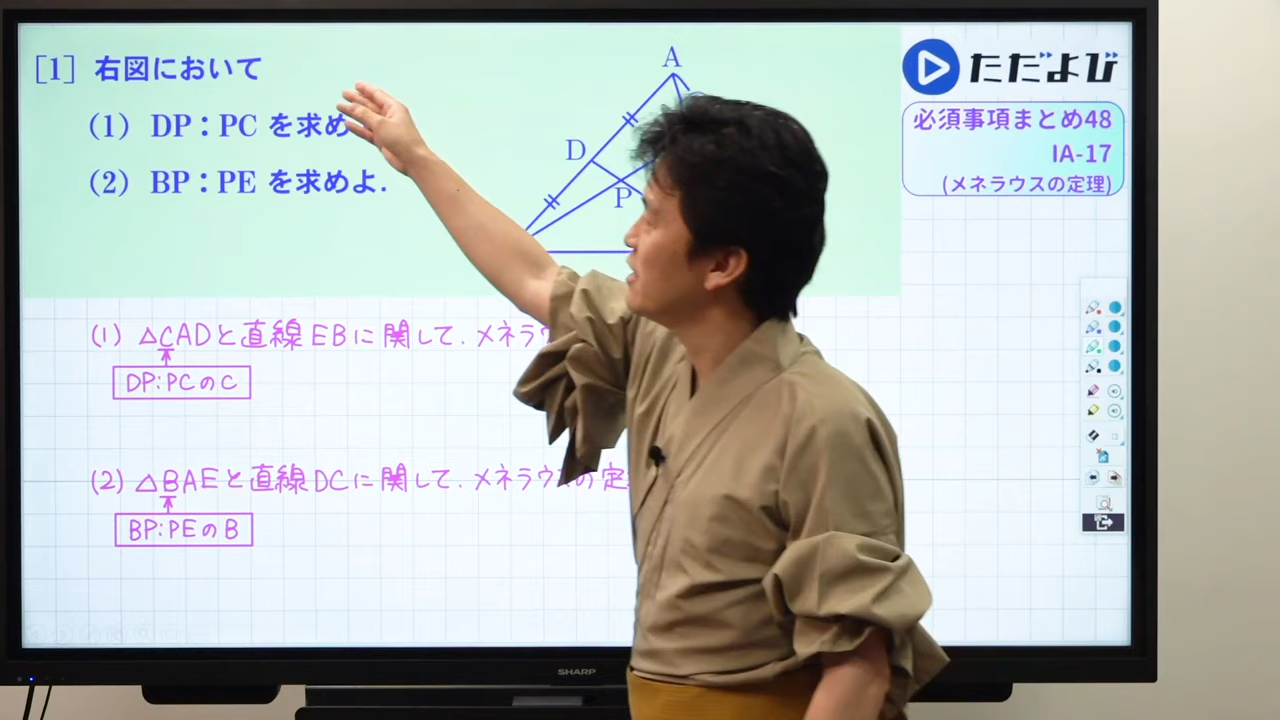 [1] 右図において
(1) DP：PC を求め
(2) BP：PE を求めよ.
A
D
P
ただよび
必須事項まとめ48
IA-17
(メネラウスの定理)
(1) △CADと直線EBに関して. メネラ
DP:PCのC
(2) △BAEと直線DCに関して. メネラウスの定
BP:PEのB
SHARP